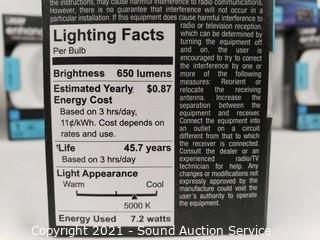 the instructions, may cause harmful interference to radio communications.
However, there is no guarantee that interference will not occur in a
particular installation. If this equipment does cause harmful interference
to radio or television reception,
which can be determined by
turning the equipment off
and on, the user is
encouraged to try to correct
the interference by one or
more of the following
measures: Reorient or
relocate the receiving
antenna. Increase the
separation between the
equipment and receiver.
Connect the equipment into
an outlet on a circuit
different from that to which
the receiver is connected.
Consult the dealer or an
experienced radio/TV
technician for help. Any
changes or modifications not
expressly approved by the
manufacture could void the
user's authority to operate
the equipment.
Lighting Facts
Per Bulb
Brightness 650 lumens
Estimated Yearly $0.87
Energy Cost
Based on 3 hrs/day,
11¢/kWh. Cost depends on
rates and use.
†Life 45.7 years
Based on 3 hrs/day
Light Appearance
Warm Cool
5000 K
Energy Used 7.2 watts
Copyright 2021 - Sound Auction Service